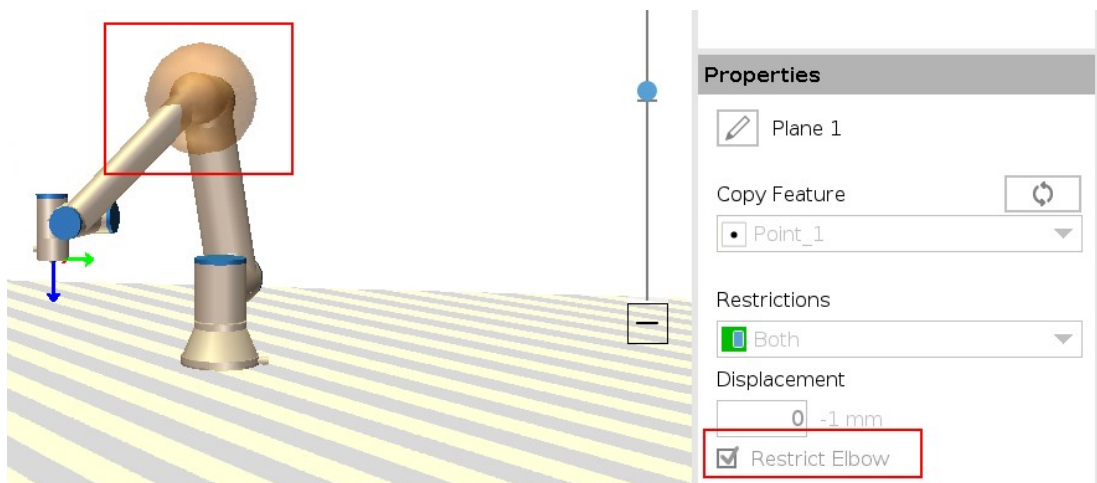 Properties
Plane 1
Copy Feature
Point_1
Restrictions
Both
Displacement
0 -1 mm
Restrict Elbow